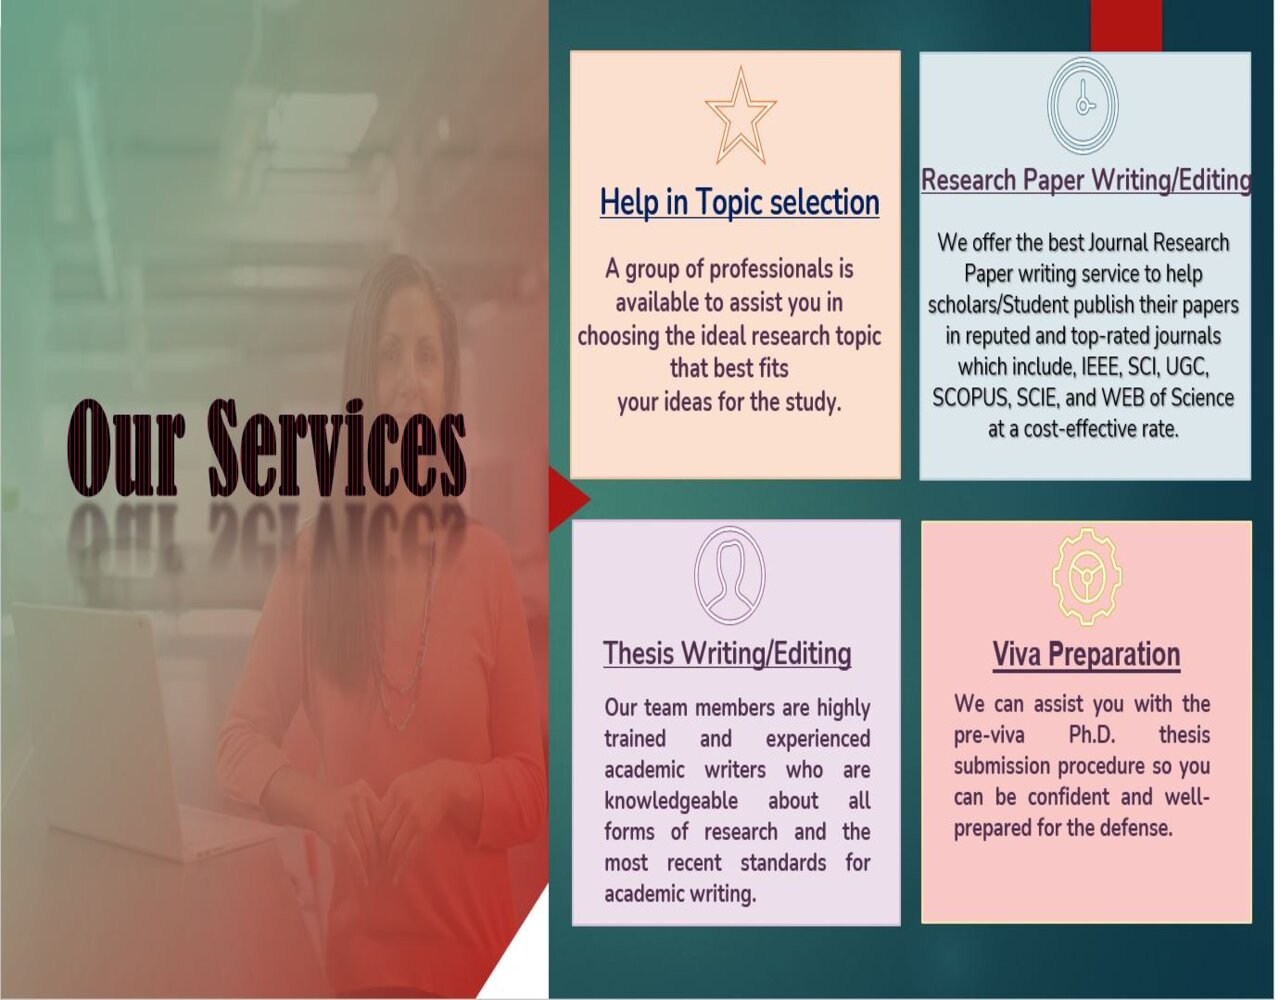 Our Services
Help in Topic selection
A group of professionals is
available to assist you in
choosing the ideal research topic
that best fits
your ideas for the study.
Research Paper Writing/Editing
We offer the best Journal Research
Paper writing service to help
scholars/Student publish their papers
in reputed and top-rated journals
which include, IEEE, SCI, UGC,
SCOPUS, SCIE, and WEB of Science
at a cost-effective rate.
Thesis Writing/Editing
Our team members are highly
trained and experienced
academic writers who are
knowledgeable about all
forms of research and the
most recent standards for
academic writing.
Viva Preparation
We can assist you with the
pre-viva Ph.D. thesis
submission procedure so you
can be confident and well-
prepared for the defense.